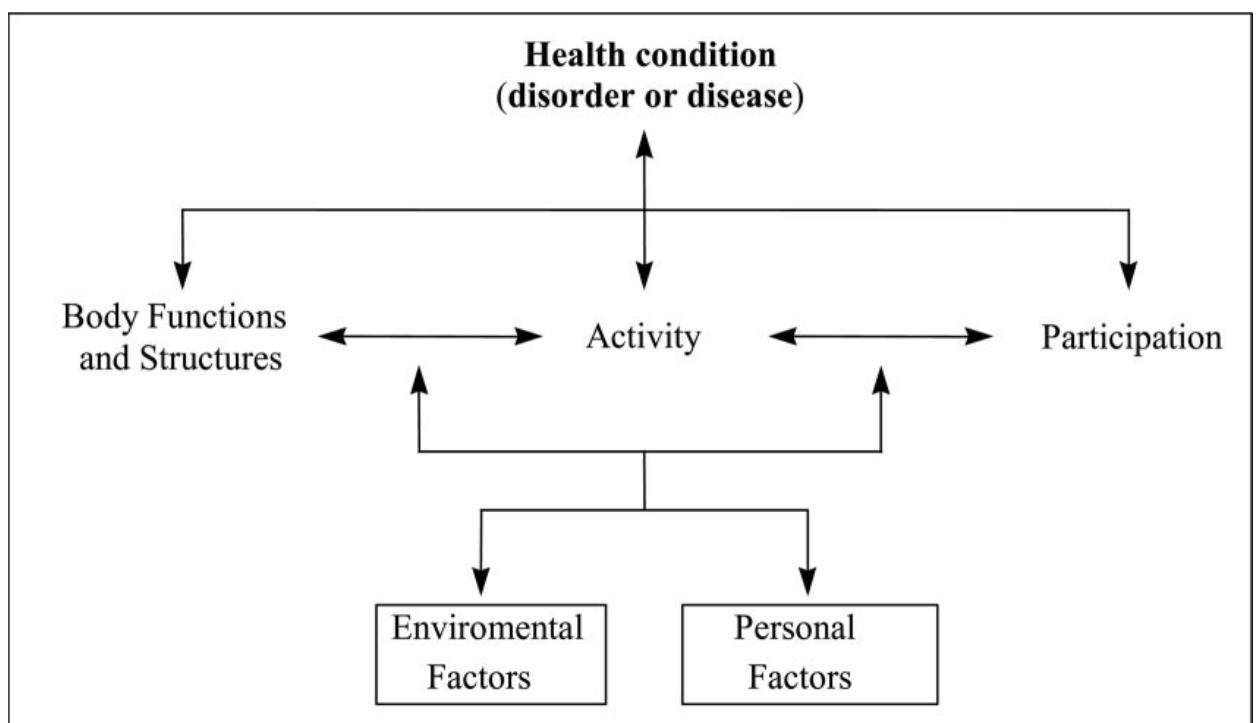 Health condition
(disorder or disease)
Body Functions
and Structures
Activity
Participation
Enviromental
Factors
Personal
Factors